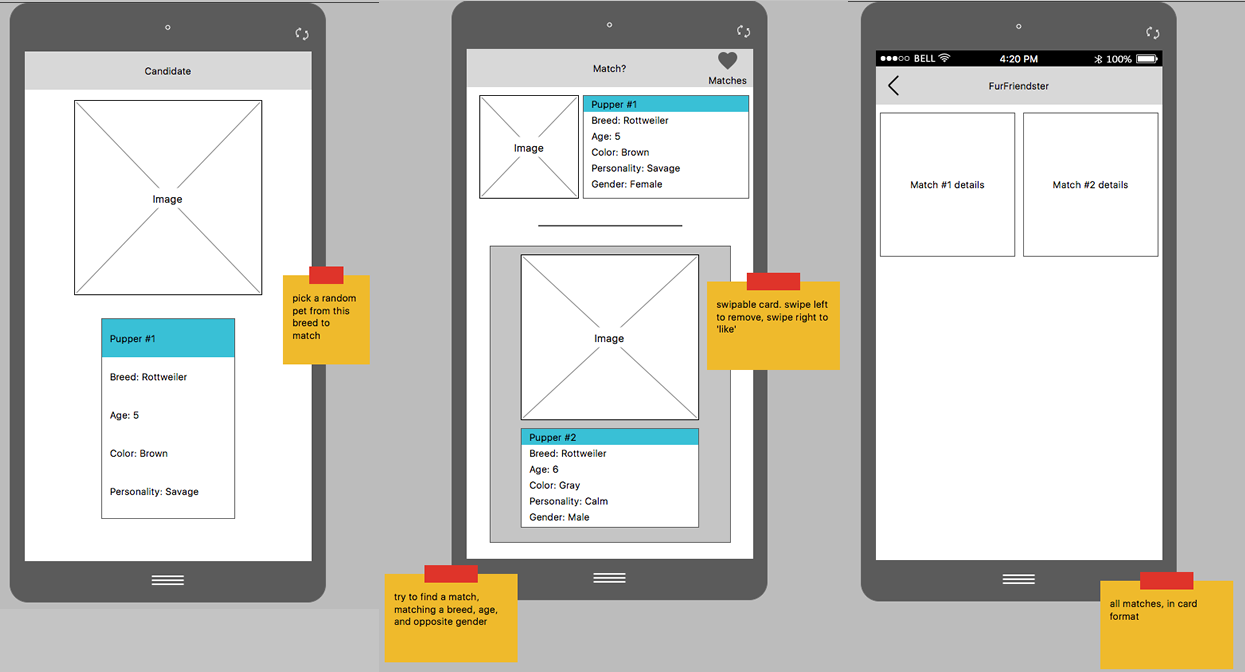 Candidate
Image
Pupper #1
Breed: Rottweiler
Age: 5
Color: Brown
Personality: Savage
pick a random
pet from this
breed to
match
Match?
Matches
Image
Pupper #1
Breed: Rottweiler
Age: 5
Color: Brown
Personality: Savage
Gender: Female
Image
Pupper #2
Breed: Rottweiler
Age: 6
Color: Gray
Personality: Calm
Gender: Male
swipable card. swipe left
to remove, swipe right to
'like'
try to find a match,
matching a breed, age,
and opposite gender
BELL 4:20 PM 100%
FurFriendster
Match #1 details
Match #2 details
all matches, in card
format